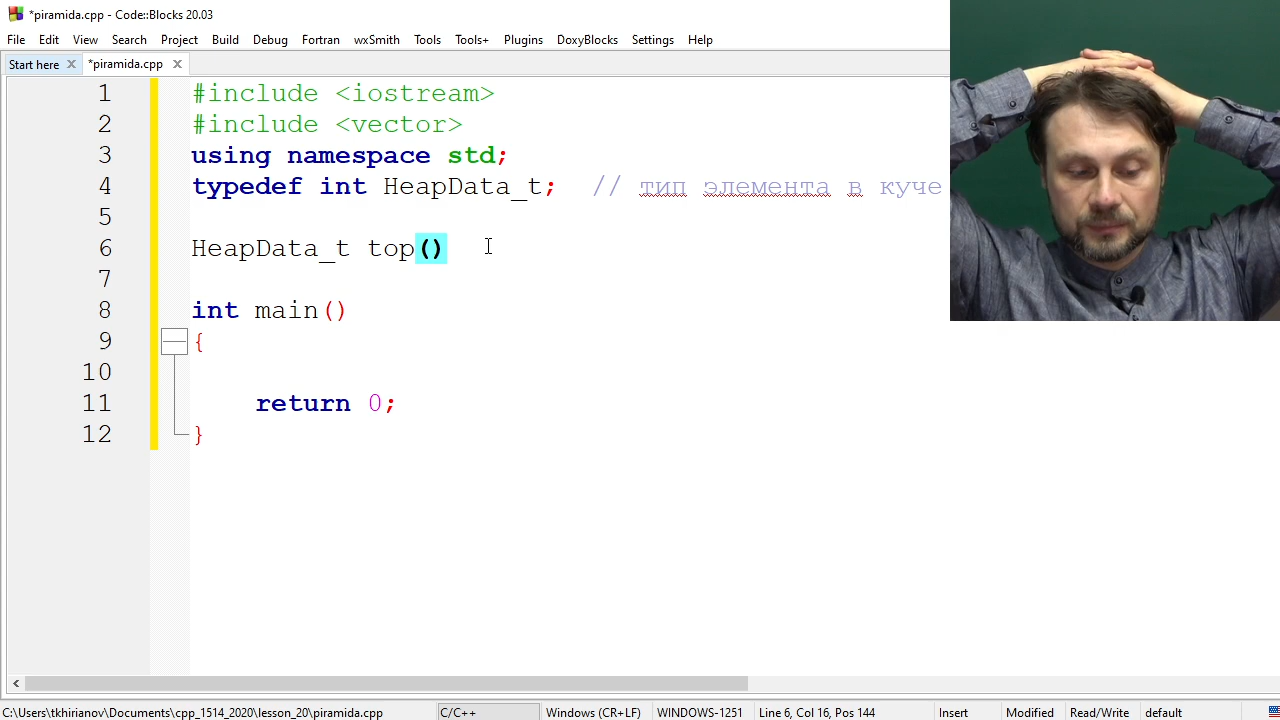 *piramida.cpp - Code::Blocks 20.03
File Edit View Search Project Build Debug Fortran wxSmith Tools Tools+ Plugins DoxyBlocks Settings Help
Start here *piramida.cpp
1 #include <iostream>
2 #include <vector>
3 using namespace std;
4 typedef int HeapData_t; // тип элемента в куче
5
6 HeapData_t top()
7
8 int main()
9 {
10
11 return 0;
12 }
C:\Users\tkhirianov\Documents\cpp_1514_2020\lesson_20\piramida.cpp C/C++ Windows (CR+LF) WINDOWS-1251 Line 6, Col 16, Pos 144 Insert Modified Read/Write default